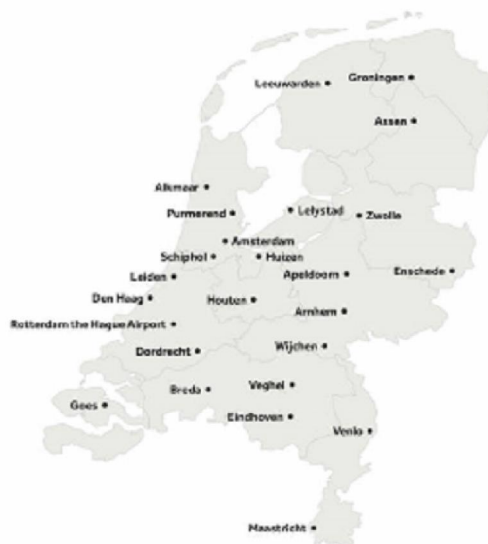 Leeuwarden
Groningen
Assen
Alkmaar
Purmerend
Lelystad
Zwolle
Amsterdam
Schiphol
Huizen
Leiden
Apeldoorn
Enschede
Den Haag
Houten
Arnhem
Rotterdam the Hague Airport
Dordrecht
Wijchen
Breda
Veghel
Goes
Eindhoven
Venlo
Maastricht